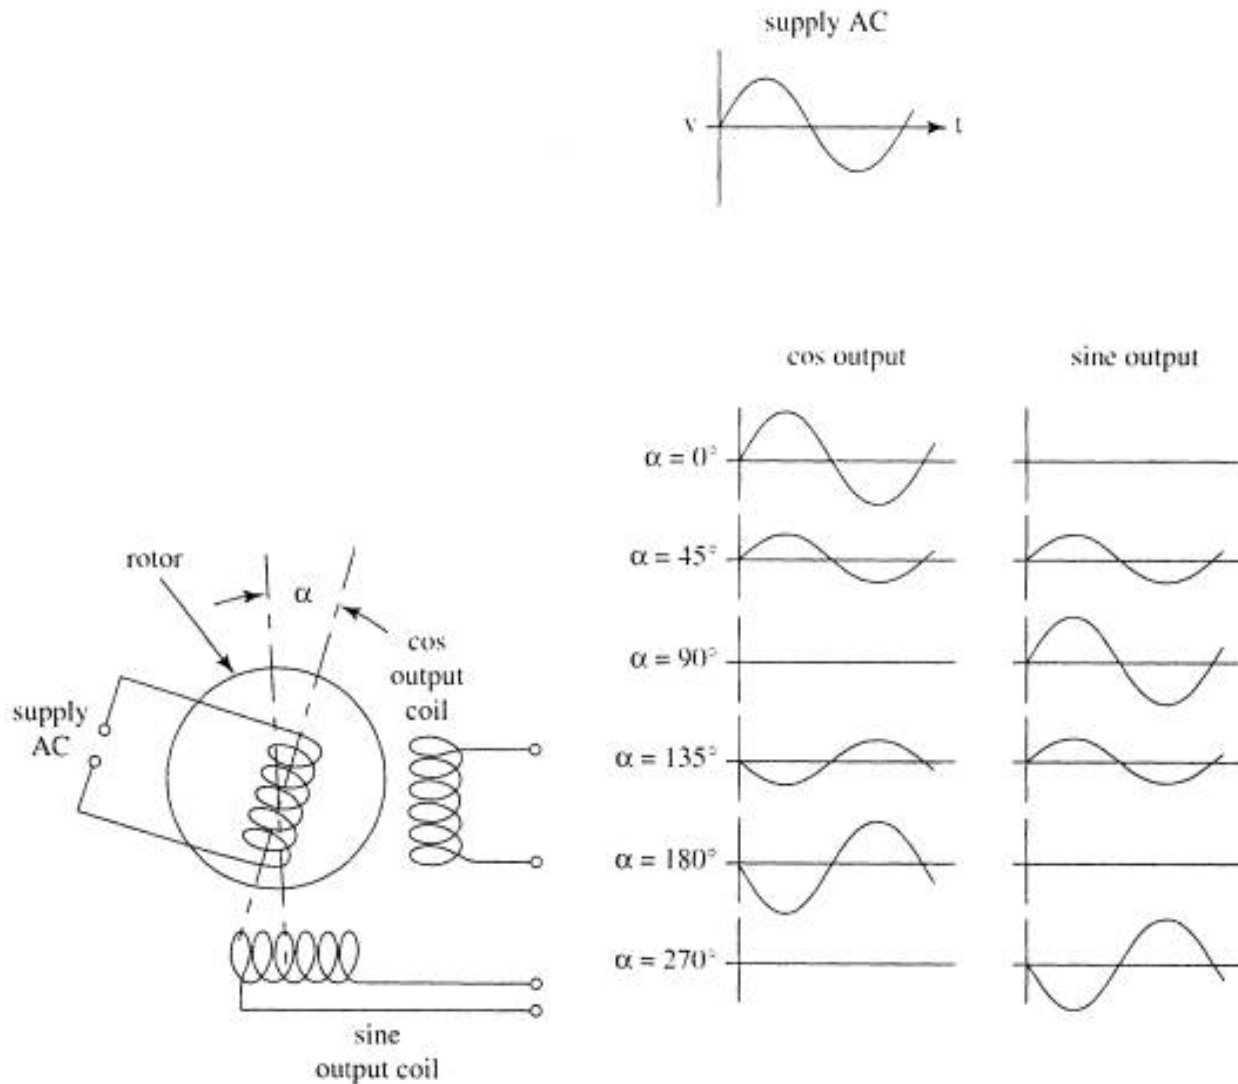 supply AC
v
t
cos output
sine output
α = 0°
α = 45°
α = 90°
α = 135°
α = 180°
α = 270°
rotor
α
cos
output
coil
supply
AC
sine
output coil